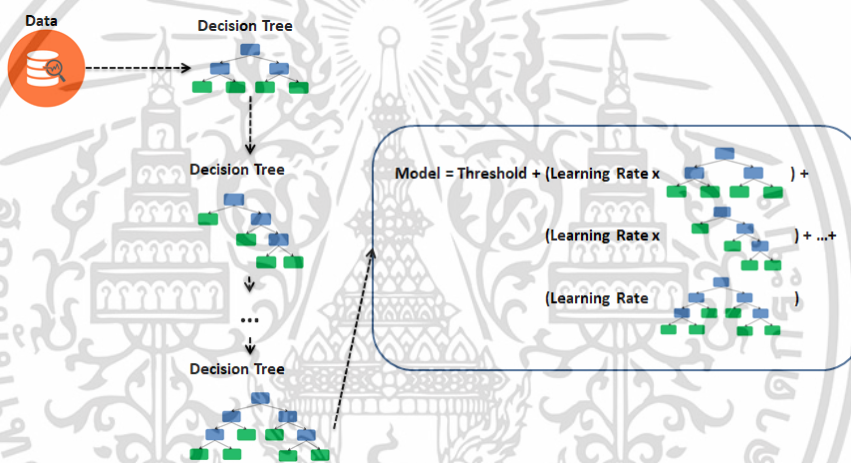 Data
Decision Tree
Decision Tree
...
Decision Tree
Model = Threshold + (Learning Rate x ) +
(Learning Rate x ) + ...+
(Learning Rate )